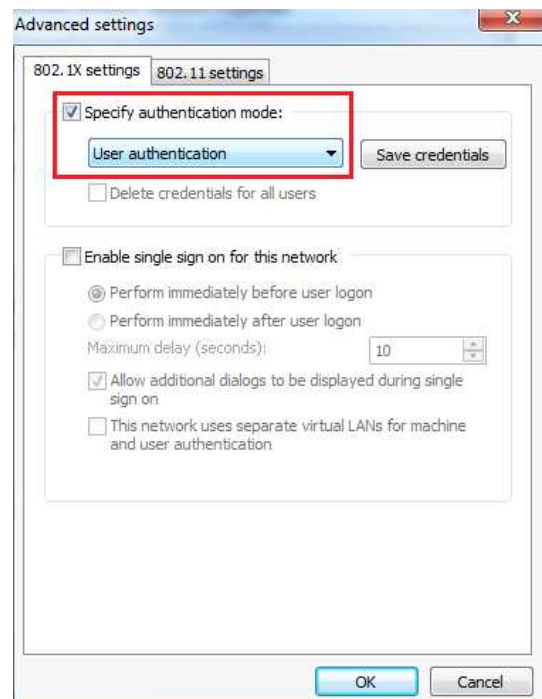 Advanced settings
802.1X settings 802.11 settings
Specify authentication mode:
User authentication Save credentials
Delete credentials for all users
Enable single sign on for this network
Perform immediately before user logon
Perform immediately after user logon
Maximum delay (seconds): 10
Allow additional dialogs to be displayed during single
sign on
This network uses separate virtual LANs for machine
and user authentication
OK Cancel